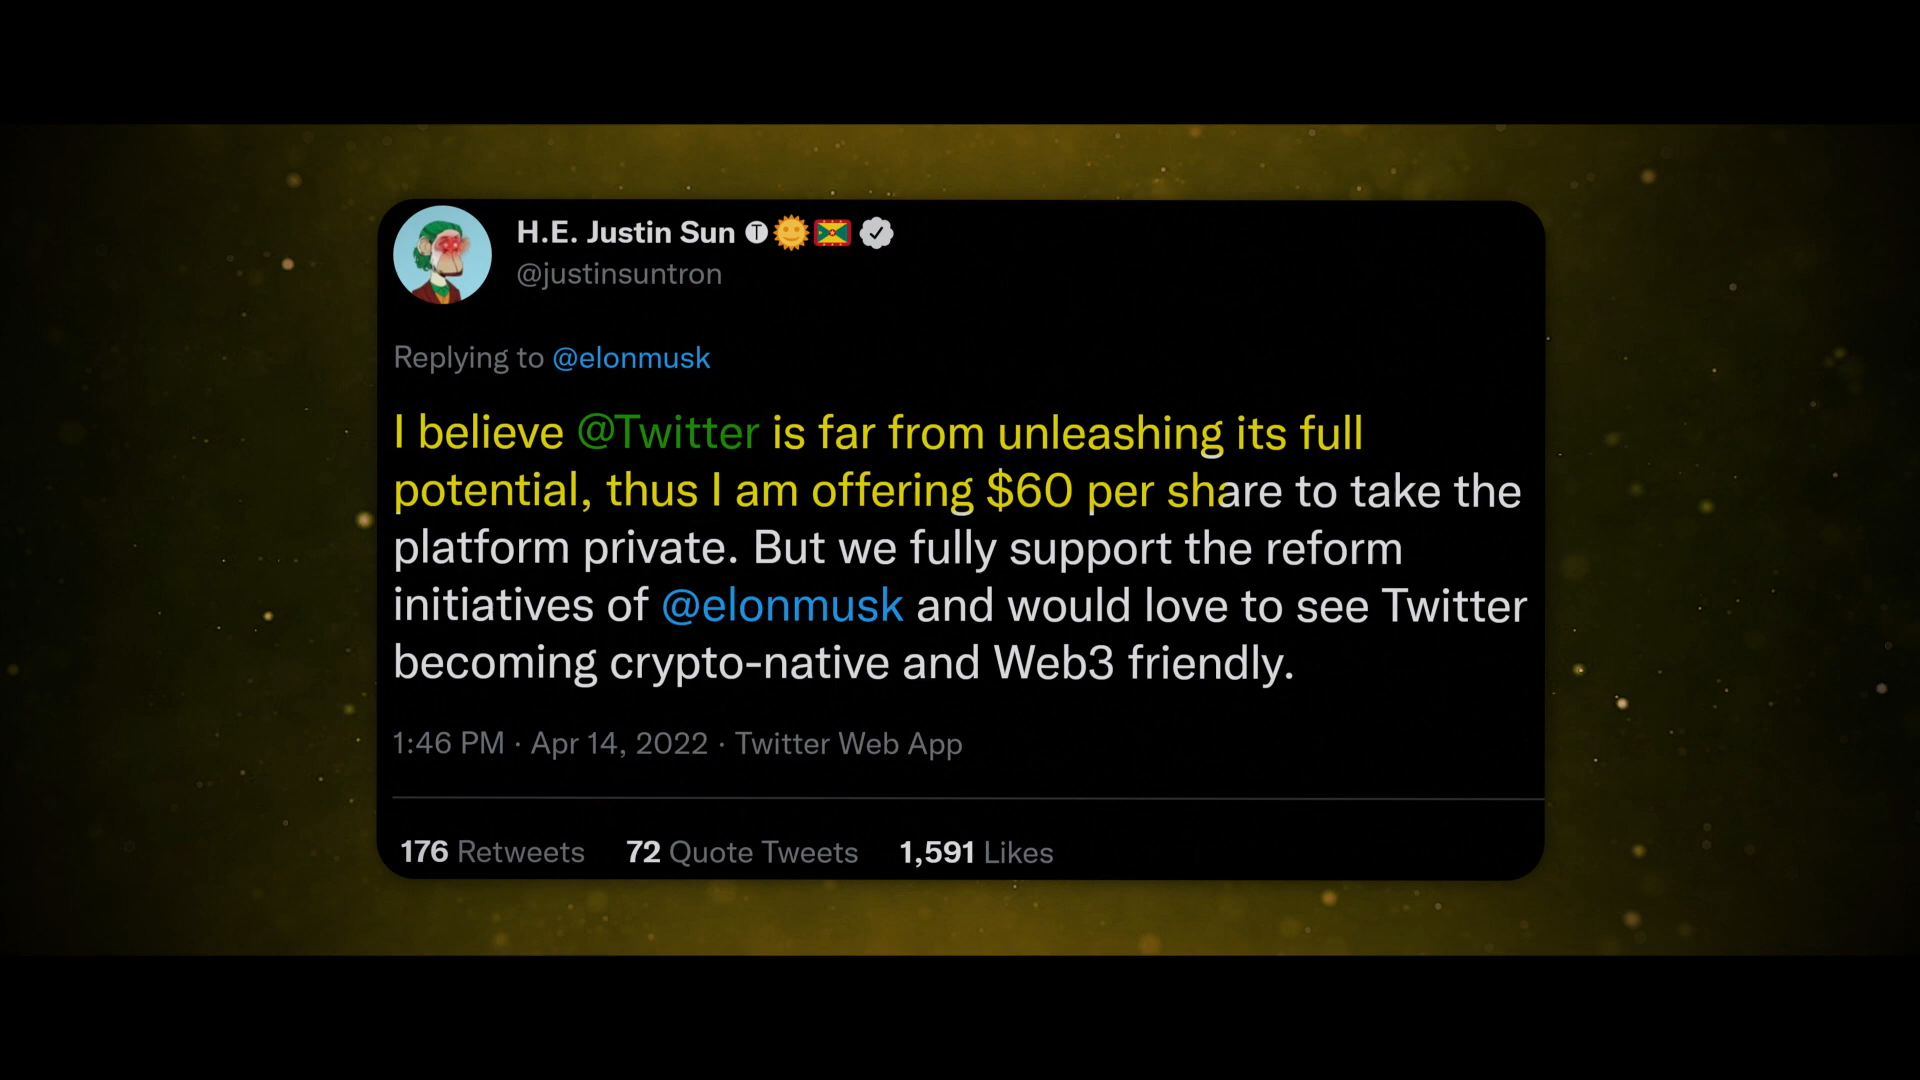 H.E. Justin Sun Ⓣ🌞🇬🇩
@justinsuntron
Replying to @elonmusk
I believe @Twitter is far from unleashing its full
potential, thus I am offering $60 per share to take the
platform private. But we fully support the reform
initiatives of @elonmusk and would love to see Twitter
becoming crypto-native and Web3 friendly.
1:46 PM · Apr 14, 2022 · Twitter Web App
176 Retweets 72 Quote Tweets 1,591 Likes